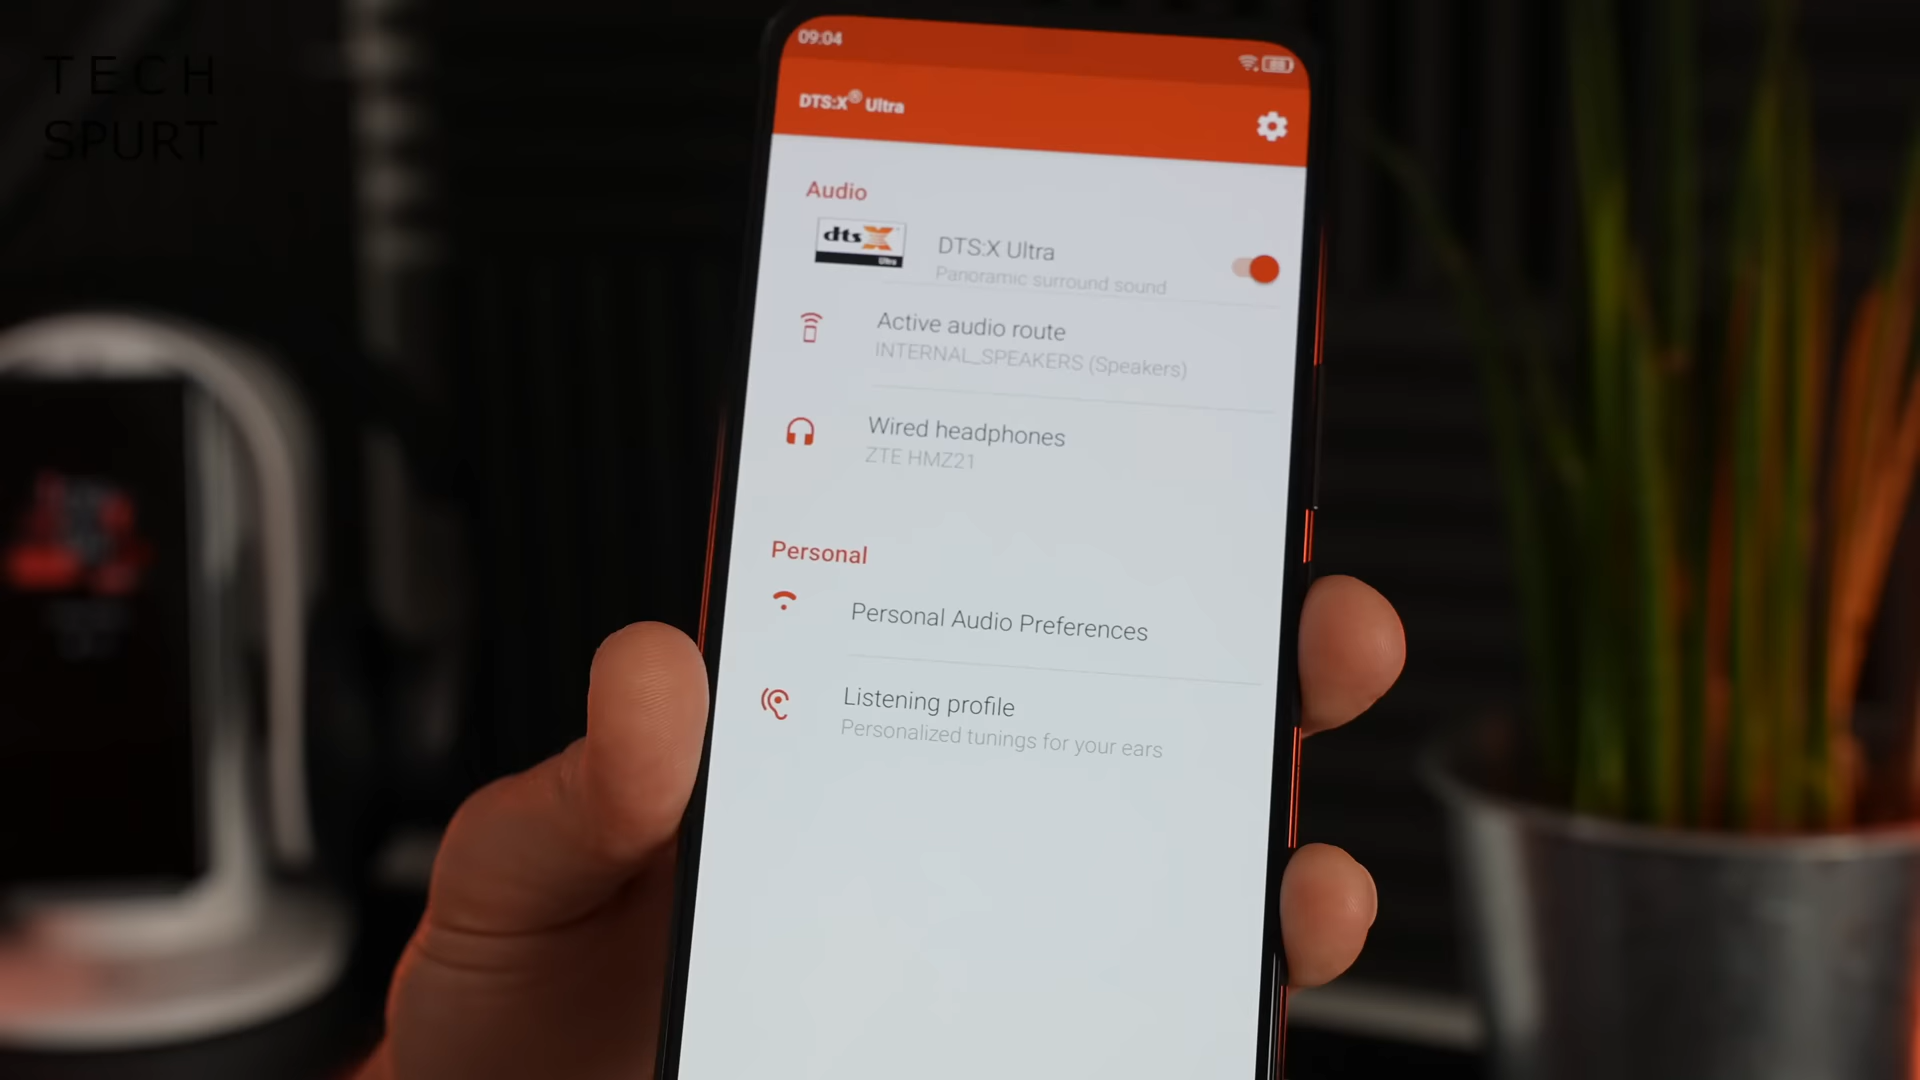 TECH
SPURT
09:04
DTS:X® Ultra
Audio
dts X
Ultra
DTS:X Ultra
Panoramic surround sound
Active audio route
INTERNAL_SPEAKERS (Speakers)
Wired headphones
ZTE HMZ21
Personal
Personal Audio Preferences
Listening profile
Personalized tunings for your ears